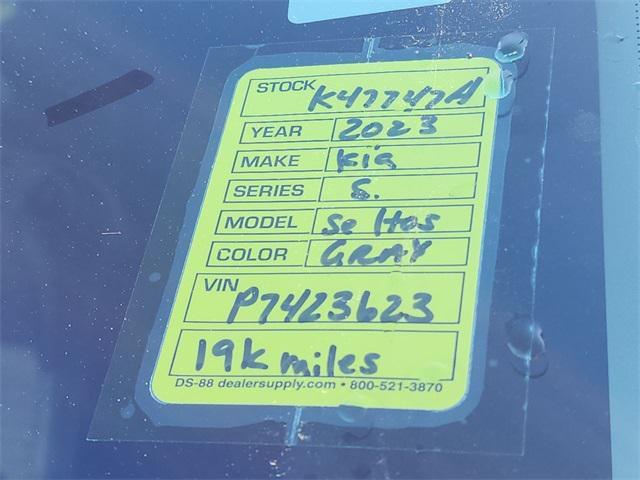 STOCK K47747A
YEAR 2023
MAKE Kia
SERIES S.
MODEL Seltos
COLOR GRAY
VIN
P7423623
19K miles
DS-88 dealersupply.com • 800-521-3870